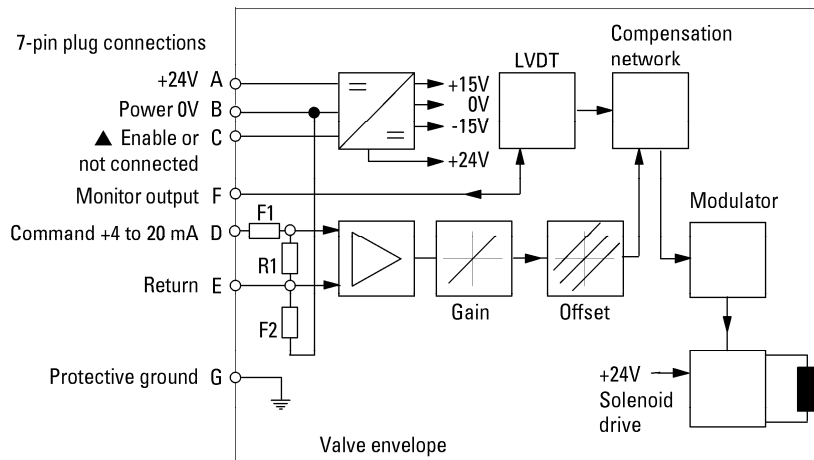 7-pin plug connections
+24V A
Power 0V B
▲ Enable or C
not connected
Monitor output F
Command +4 to 20 mA D
Return E
Protective ground G
+15V
0V
-15V
+24V
LVDT
Compensation
network
Modulator
F1
R1
F2
Gain
Offset
+24V
Solenoid
drive
Valve envelope